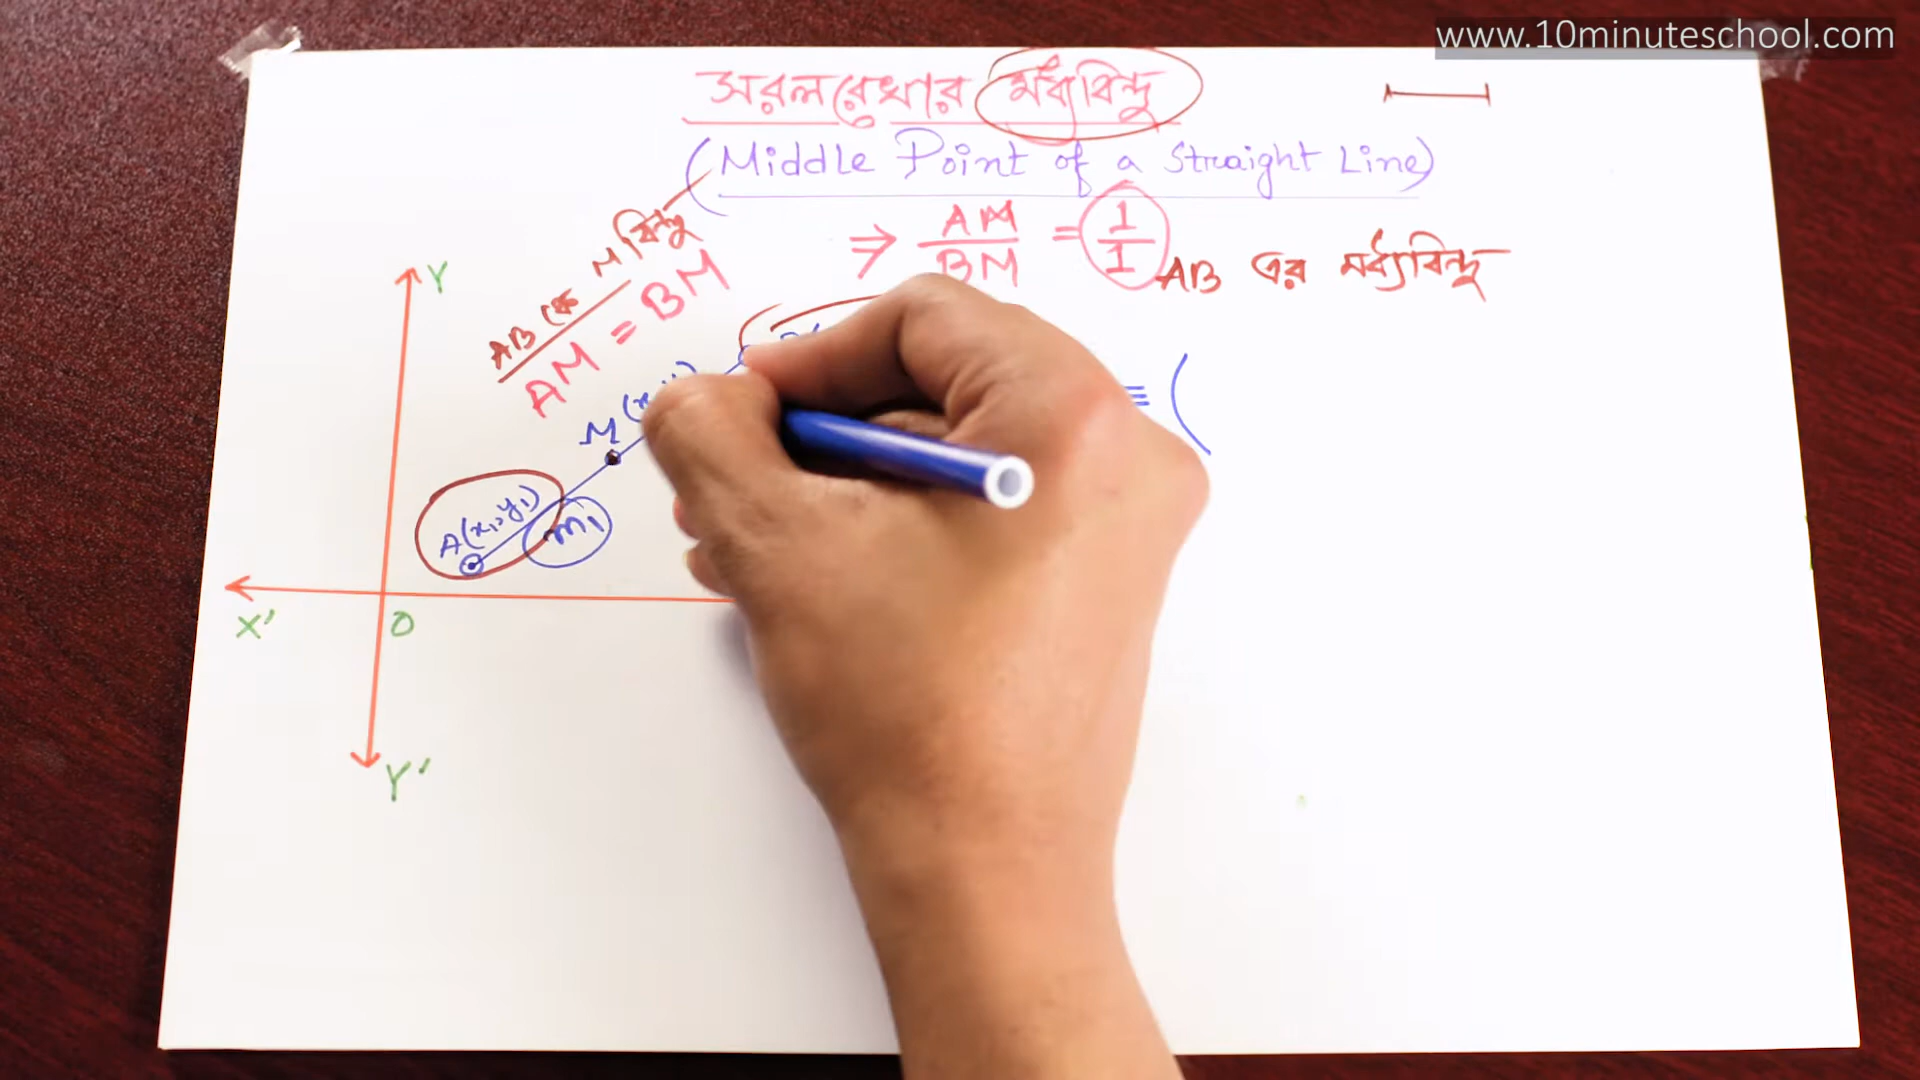 www.10minuteschool.com
সরলরেখার মধ্যবিন্দু
(Middle Point of a Straight Line)
⇒ AM/BM = 1/1
AB এর মধ্যবিন্দু
AB কে M বিন্দু
AM = BM
Y
M
≡ (
A(x₁, y₁)
m₁
X'
O
Y'